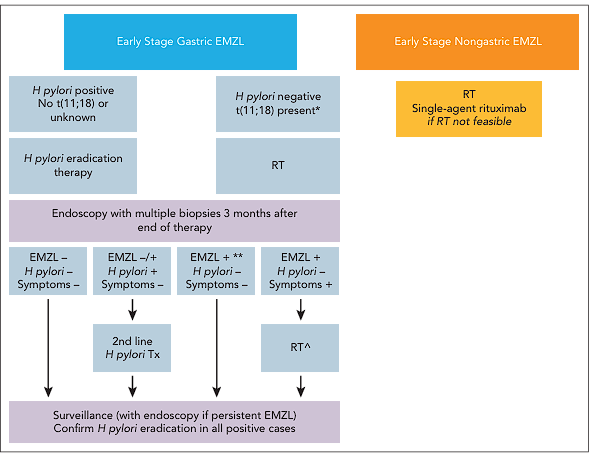 Early Stage Gastric EMZL
Early Stage Nongastric EMZL
H pylori positive
No t(11;18) or
unknown
H pylori negative
t(11;18) present*
RT
Single-agent rituximab
if RT not feasible
H pylori eradication
therapy
RT
Endoscopy with multiple biopsies 3 months after
end of therapy
EMZL –
H pylori –
Symptoms –
EMZL –/+
H pylori +
Symptoms –
EMZL + **
H pylori –
Symptoms –
EMZL +
H pylori –
Symptoms +
2nd line
H pylori Tx
RT^
Surveillance (with endoscopy if persistent EMZL)
Confirm H pylori eradication in all positive cases